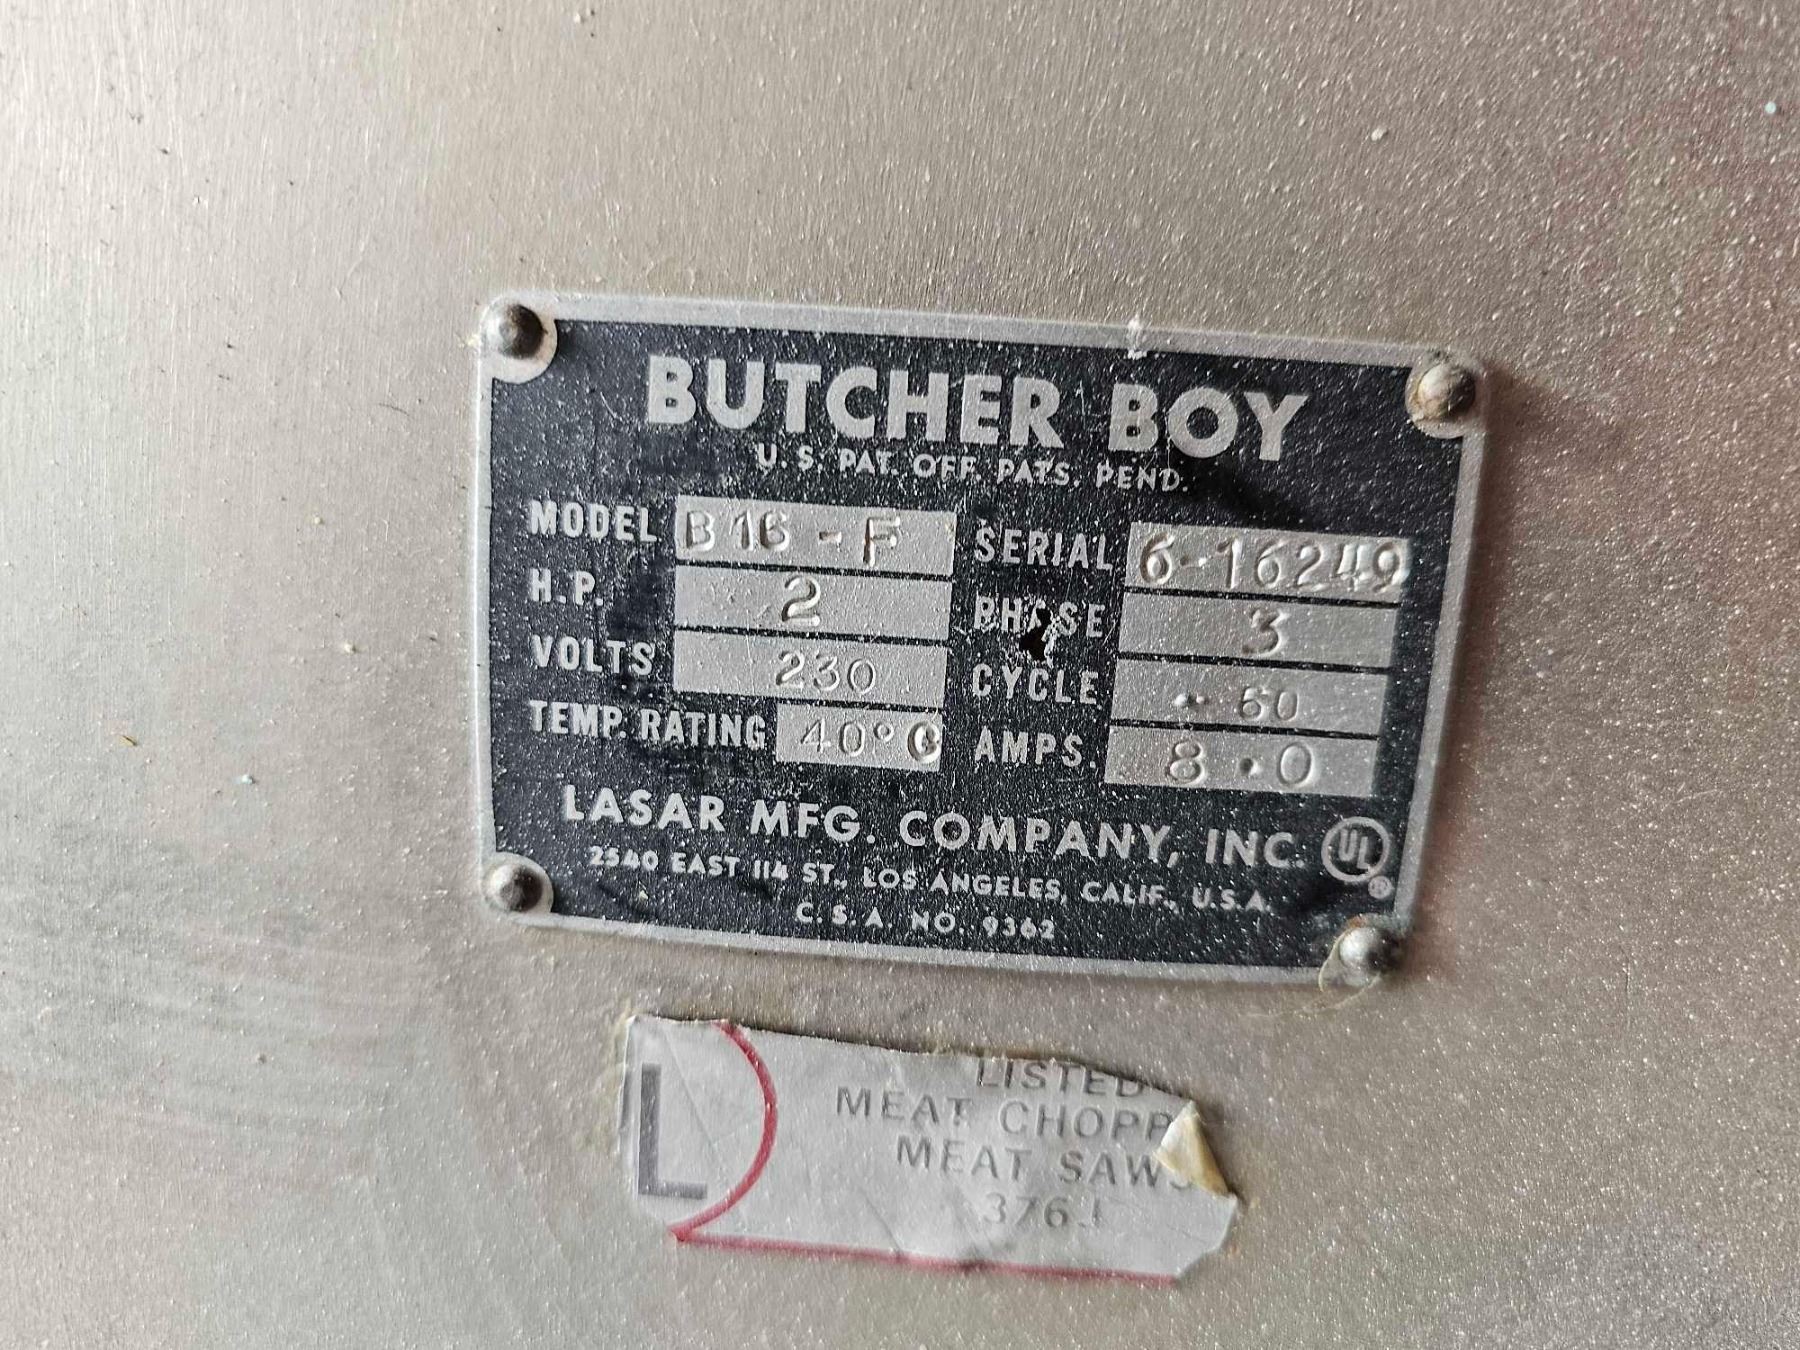 BUTCHER BOY
U.S. PAT. OFF. PATS. PEND.
MODEL B16-F SERIAL 6-16249
H.P. 2 PHASE 3
VOLTS 230 CYCLE 60
TEMP. RATING 40°C AMPS. 8.0
LASAR MFG. COMPANY, INC. UL®
2540 EAST 114 ST., LOS ANGELES, CALIF., U.S.A.
C.S.A. NO. 9362
L
LISTED
MEAT CHOPP
MEAT SAWS
376J